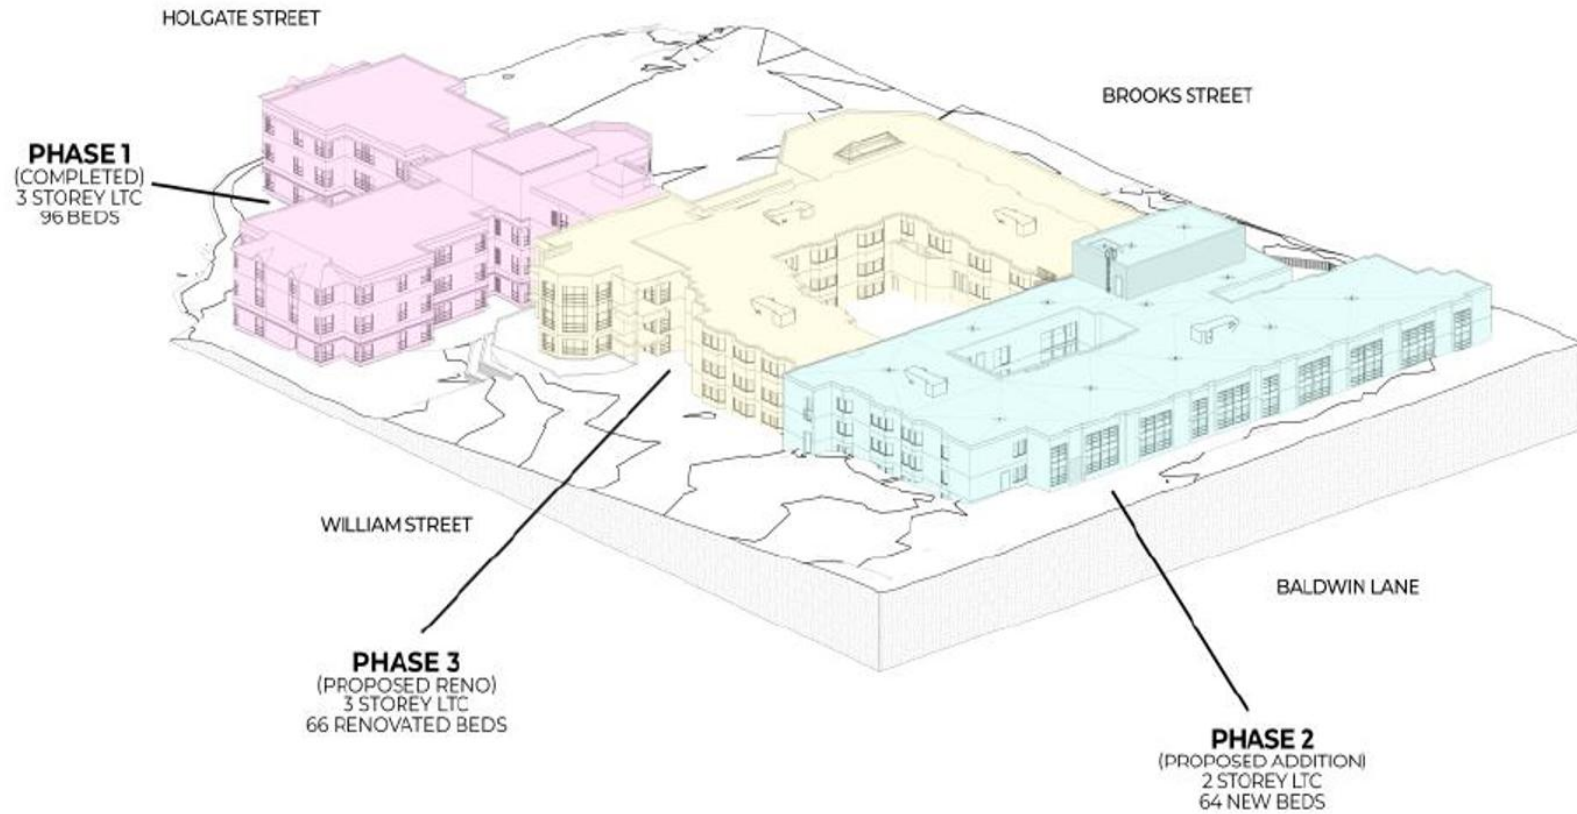 HOLGATE STREET
BROOKS STREET
PHASE 1
(COMPLETED)
3 STOREY LTC
96 BEDS
WILLIAM STREET
BALDWIN LANE
PHASE 3
(PROPOSED RENO)
3 STOREY LTC
66 RENOVATED BEDS
PHASE 2
(PROPOSED ADDITION)
2 STOREY LTC
64 NEW BEDS